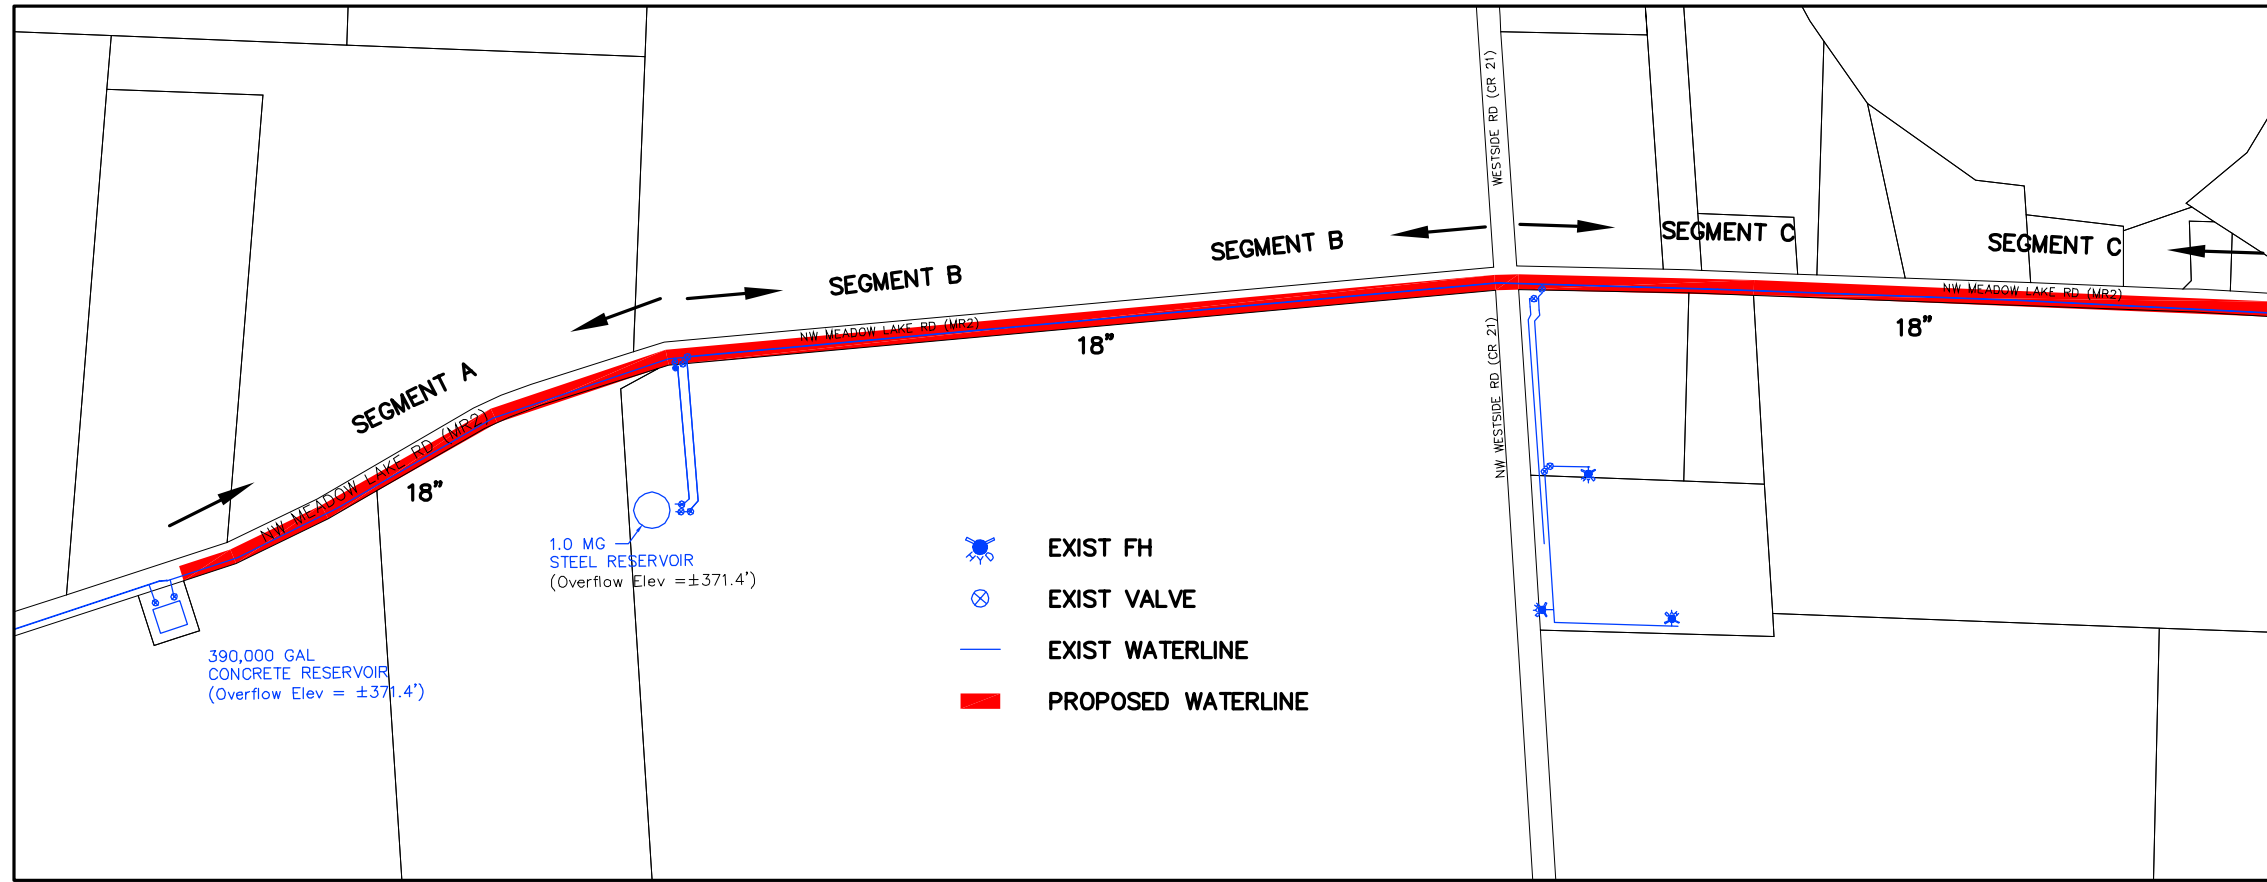 WESTSIDE RD (CR 21)
SEGMENT B
SEGMENT C
SEGMENT C
SEGMENT B
NW MEADOW LAKE RD (MR2)
NW MEADOW LAKE RD (MR2)
18"
18"
NW WESTSIDE RD (CR 21)
SEGMENT A
NW MEADOW LAKE RD (MR2)
18"
1.0 MG
STEEL RESERVOIR
(Overflow Elev =±371.4')
EXIST FH
EXIST VALVE
EXIST WATERLINE
PROPOSED WATERLINE
390,000 GAL
CONCRETE RESERVOIR
(Overflow Elev = ±371.4')